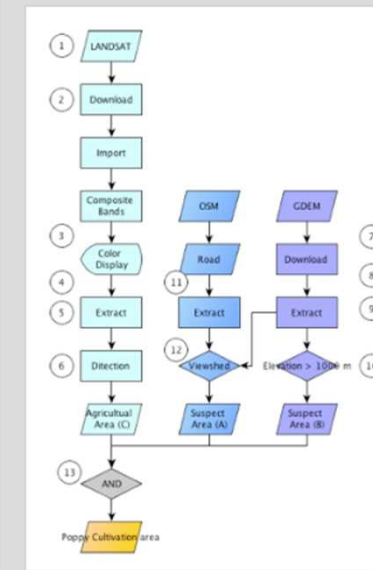 1
LANDSAT
2
Download
Import
Composite
Bands
OSM
GDEM
3
Color
Display
Road
Download
7
4
11
8
5
Extract
Extract
Extract
9
12
6
Ditection
Viewshed
Elevation > 1000 m
Agricultual
Area (C)
Suspect
Area (A)
Suspect
Area (B)
13
AND
Poppy Cultivation area